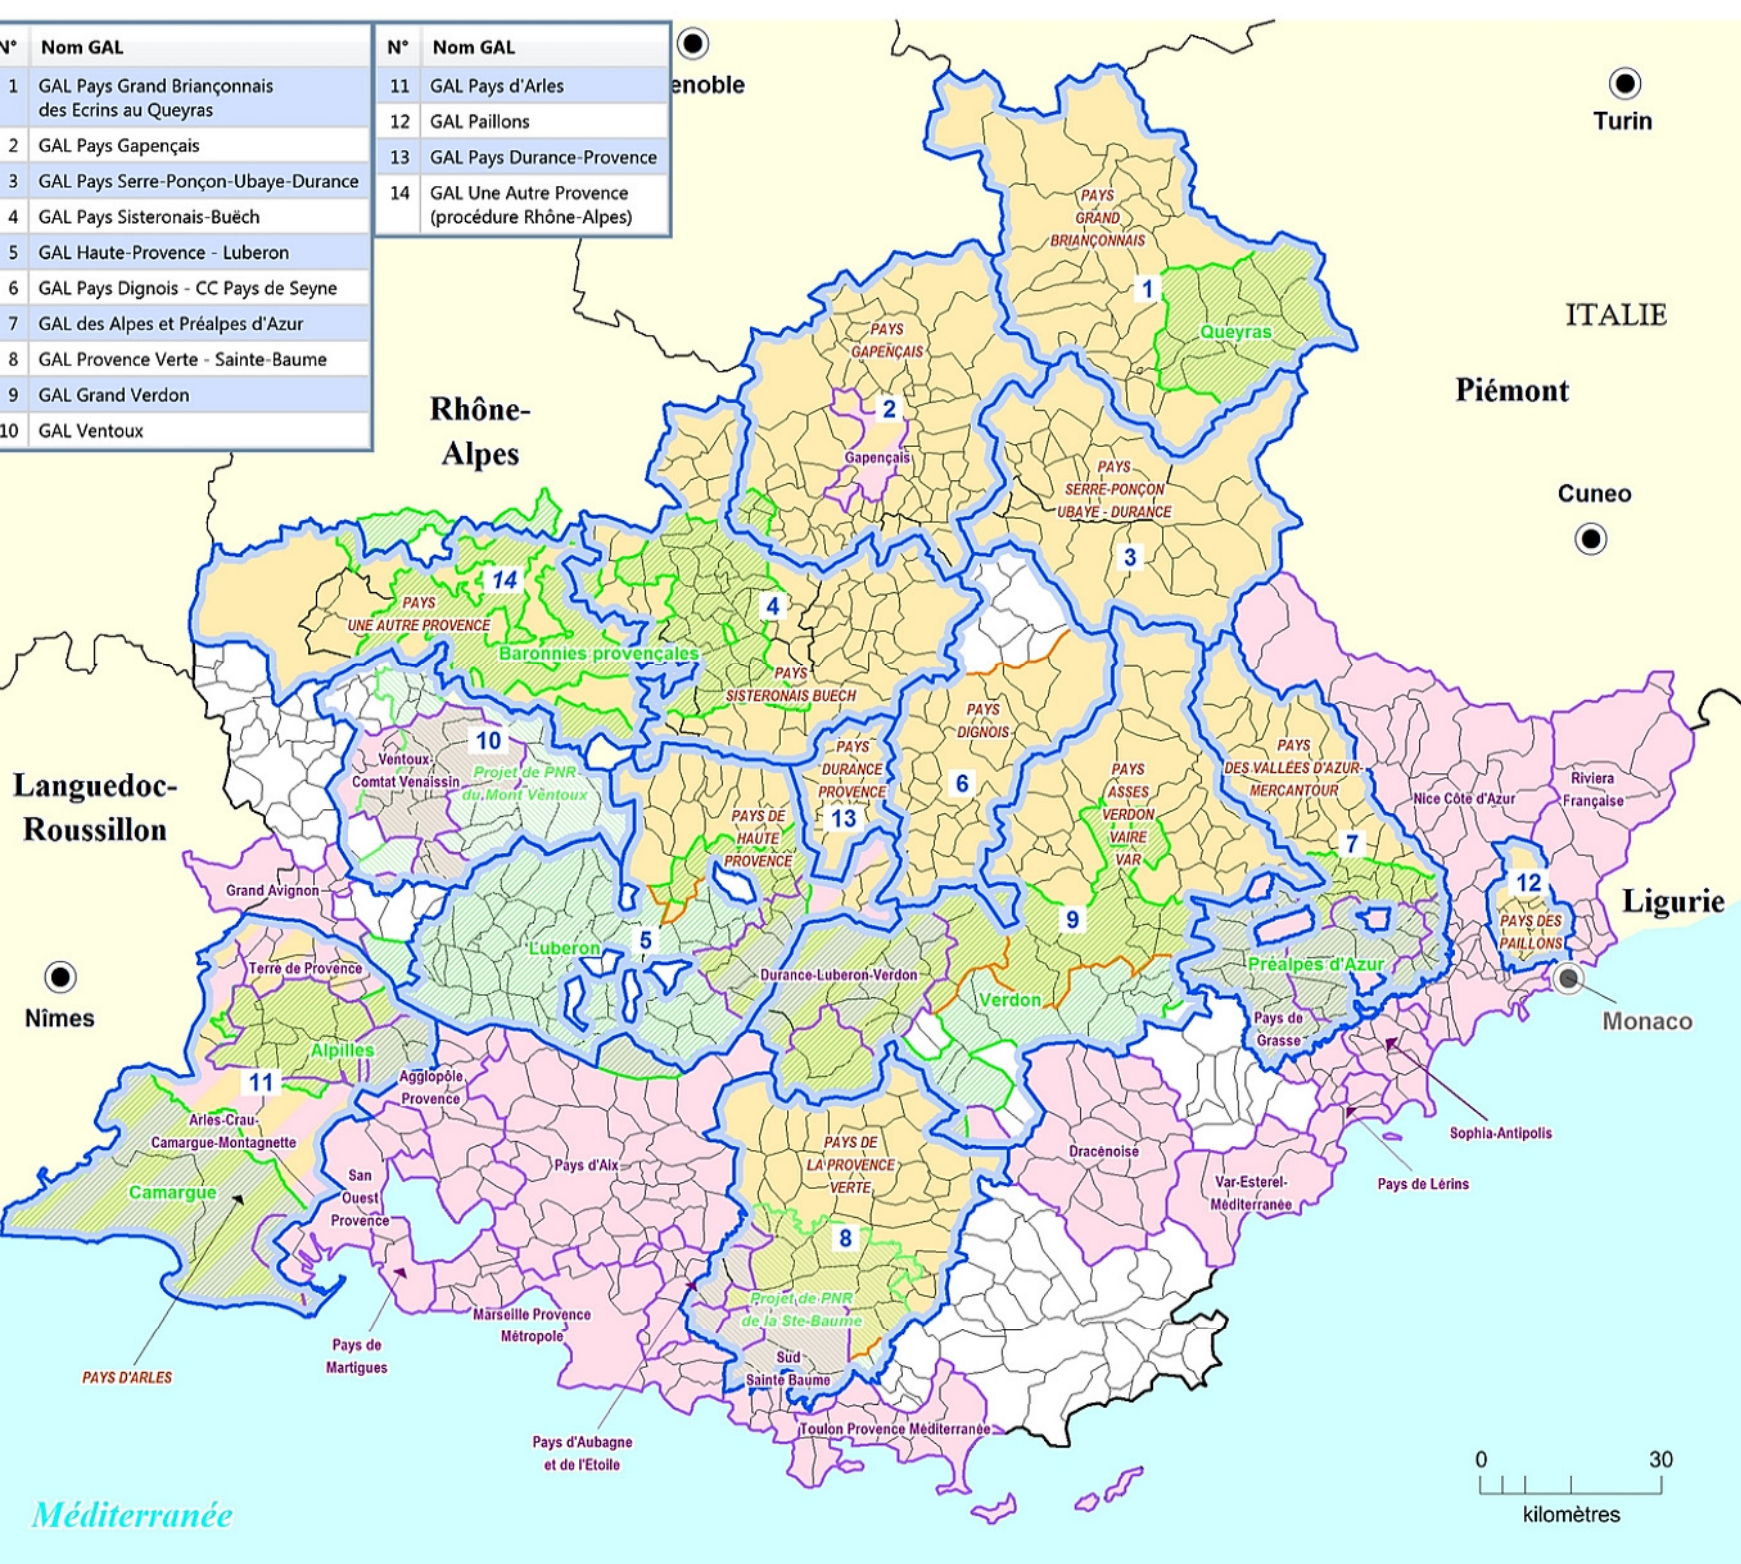 N° Nom GAL
1 GAL Pays Grand Briançonnais
des Ecrins au Queyras
2 GAL Pays Gapençais
3 GAL Pays Serre-Ponçon-Ubaye-Durance
4 GAL Pays Sisteronais-Buëch
5 GAL Haute-Provence - Luberon
6 GAL Pays Dignois - CC Pays de Seyne
7 GAL des Alpes et Préalpes d'Azur
8 GAL Provence Verte - Sainte-Baume
9 GAL Grand Verdon
10 GAL Ventoux
N° Nom GAL
11 GAL Pays d'Arles
12 GAL Paillons
13 GAL Pays Durance-Provence
14 GAL Une Autre Provence
(procédure Rhône-Alpes)
enoble
Turin
ITALIE
Piémont
Cuneo
Rhône-
Alpes
PAYS
GRAND
BRIANÇONNAIS
1
Queyras
PAYS
GAPENÇAIS
2
Gapençais
PAYS
SERRE-PONÇON
UBAYE - DURANCE
3
14
PAYS
UNE AUTRE PROVENCE
Baronnies provençales
4
PAYS
SISTERONAIS BUECH
10
Ventoux-
Comtat Venaissin
Projet de PNR
du Mont Ventoux
PAYS
DURANCE
PROVENCE
13
PAYS
DIGNOIS
6
PAYS DE
HAUTE
PROVENCE
PAYS
ASSES
VERDON
VAIRE
VAR
PAYS
DES VALLÉES D'AZUR-
MERCANTOUR
7
Nice Côte d'Azur
Riviera
Française
Languedoc-
Roussillon
Grand Avignon
12
PAYS DES
PAILLONS
Ligurie
Luberon
5
Durance-Luberon-Verdon
9
Verdon
Préalpes d'Azur
Pays de
Grasse
Monaco
Nîmes
Terre de Provence
Alpilles
11
Agglopôle
Provence
Arles-Crau-
Camargue-Montagnette
Camargue
San
Ouest
Provence
Pays d'Aix
PAYS DE
LA PROVENCE
VERTE
8
Projet de PNR
de la Ste-Baume
Sud
Sainte Baume
Dracénoise
Var-Esterel-
Méditerranée
Sophia-Antipolis
Pays de Lérins
Marseille Provence
Métropole
Pays de
Martigues
PAYS D'ARLES
Pays d'Aubagne
et de l'Etoile
Toulon Provence Méditerranée
Méditerranée
0 30
kilomètres